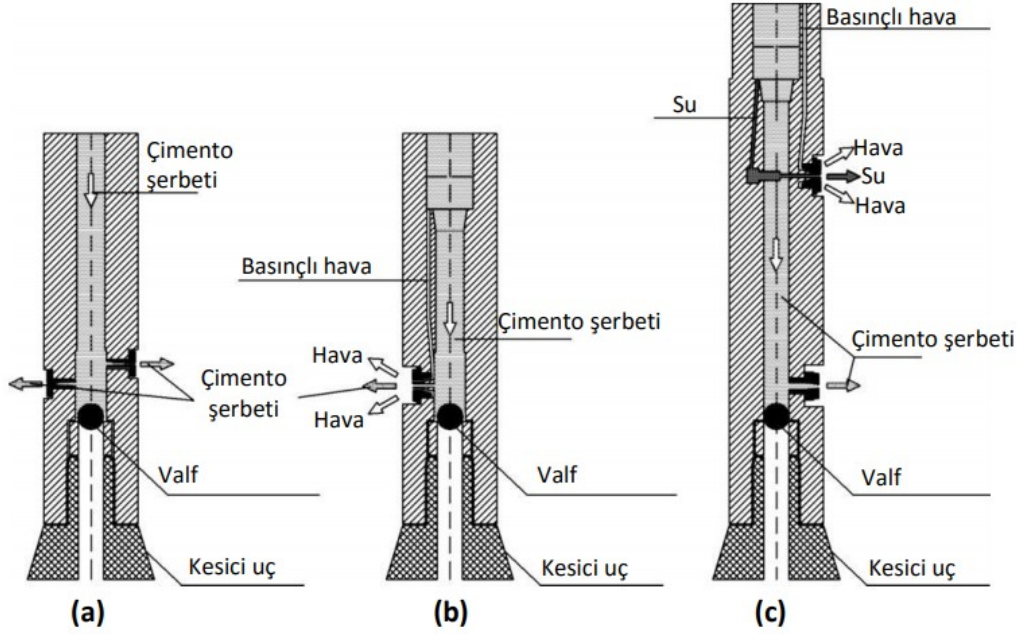 Çimento
şerbeti
Çimento
şerbeti
Valf
Kesici uç
(a)
Basınçlı hava
Çimento şerbeti
Hava
Hava
Valf
Kesici uç
(b)
Basınçlı hava
Su
Hava
Su
Hava
Çimento şerbeti
Valf
Kesici uç
(c)